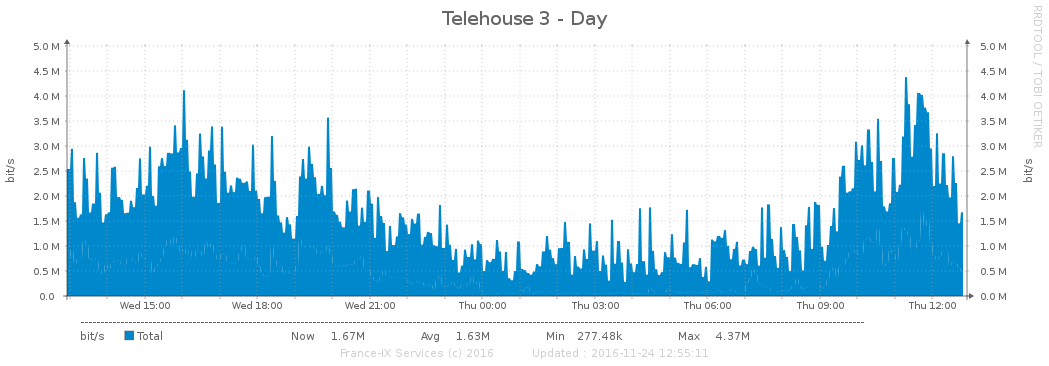 Telehouse 3 - Day
RRDTOOL / TOBI OETIKER
bit/s
5.0 M 5.0 M
4.5 M 4.5 M
4.0 M 4.0 M
3.5 M 3.5 M
3.0 M 3.0 M
2.5 M 2.5 M
2.0 M 2.0 M
1.5 M 1.5 M
1.0 M 1.0 M
0.5 M 0.5 M
0.0 0.0 M
bit/s
Wed 15:00 Wed 18:00 Wed 21:00 Thu 00:00 Thu 03:00 Thu 06:00 Thu 09:00 Thu 12:00
bit/s Total Now 1.67M Avg 1.63M Min 277.48k Max 4.37M
France-IX Services (c) 2016 Updated : 2016-11-24 12:55:11